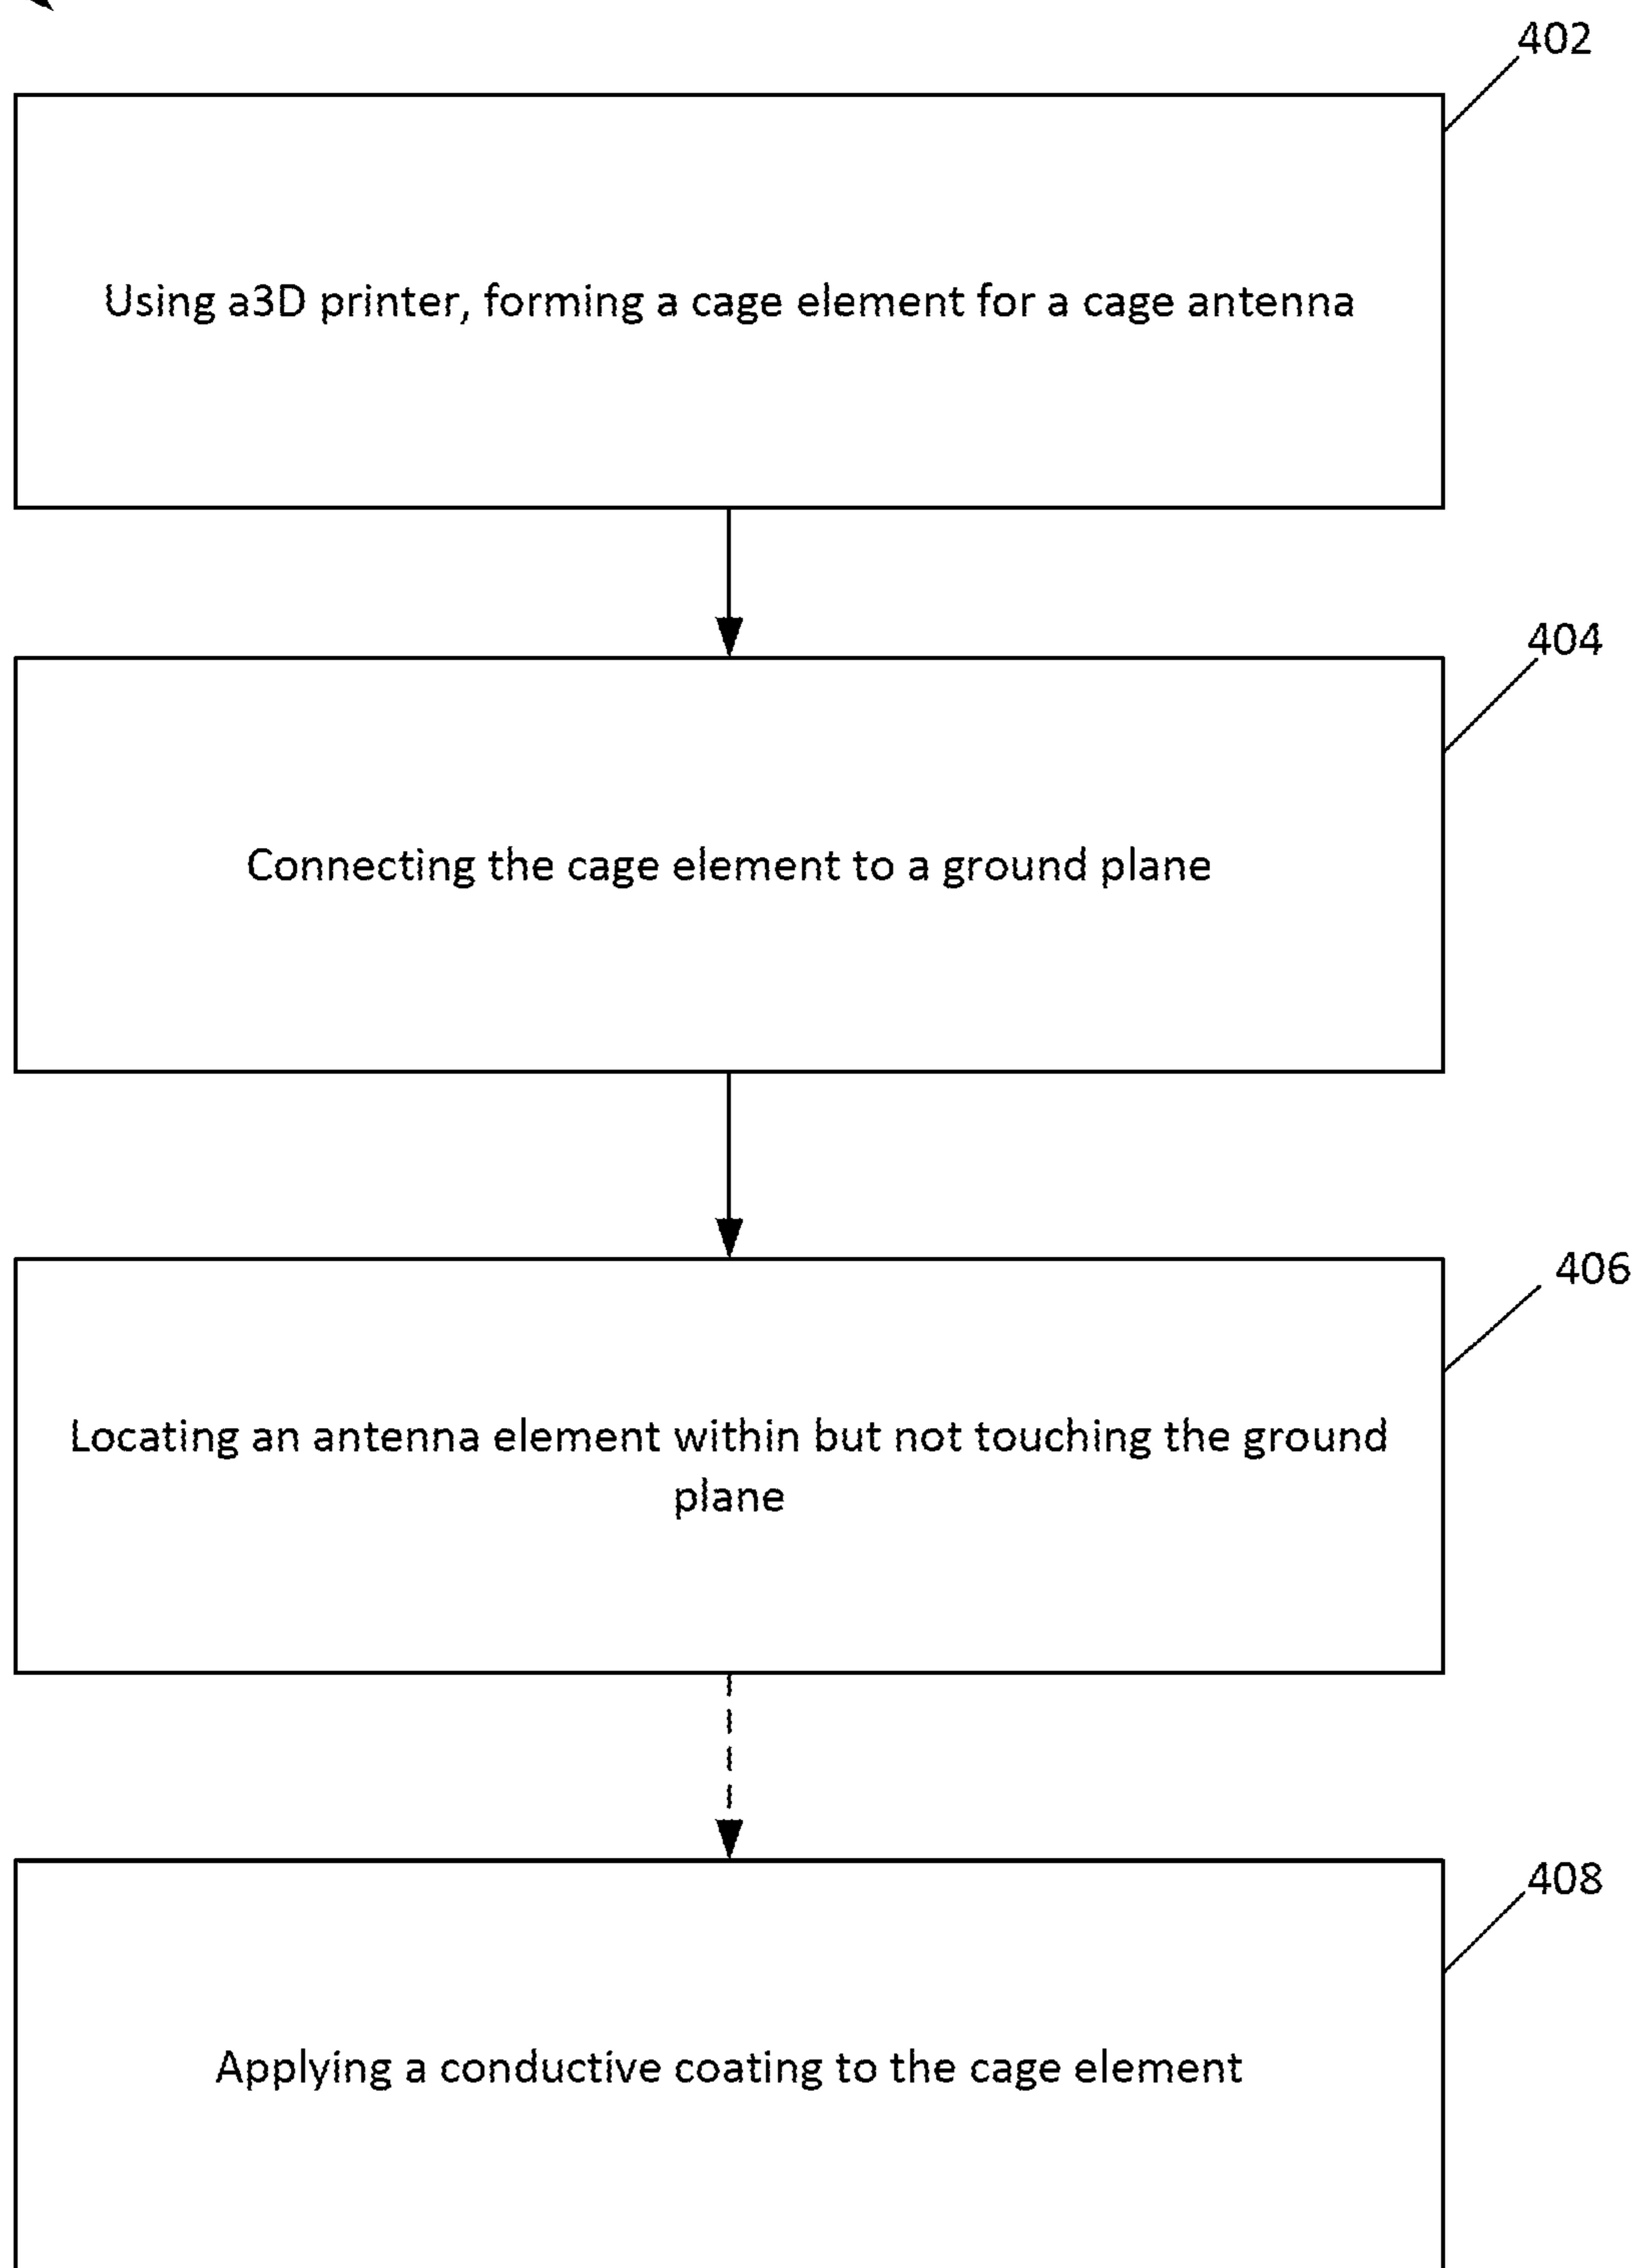 402
Using a3D printer, forming a cage element for a cage antenna
404
Connecting the cage element to a ground plane
406
Locating an antenna element within but not touching the ground
plane
408
Applying a conductive coating to the cage element